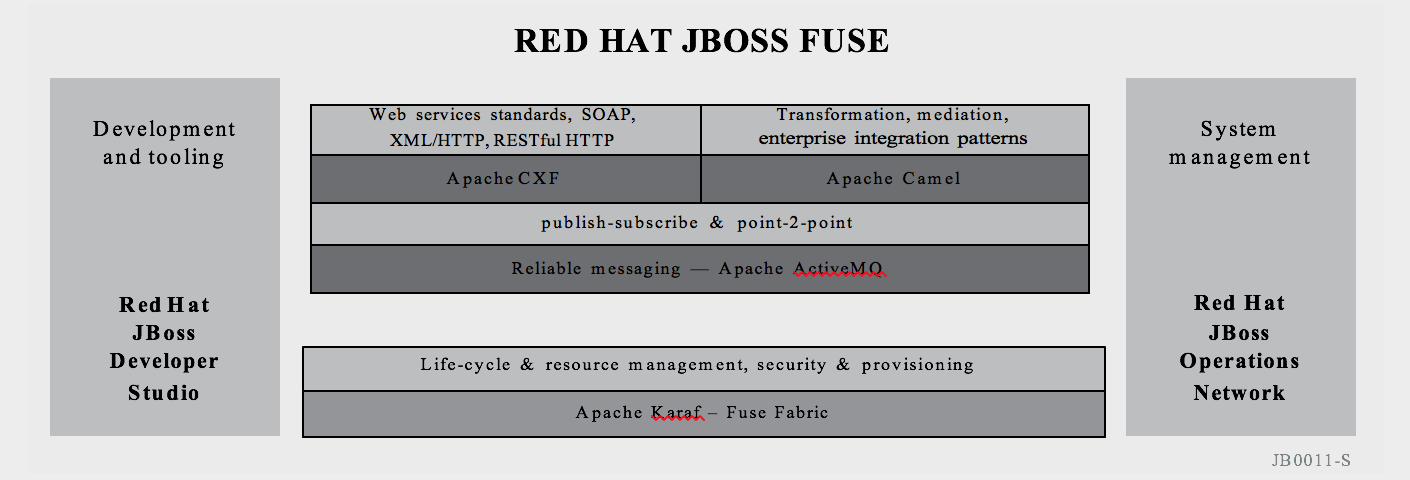 RED HAT JBOSS FUSE
Development
and tooling
Red Hat
JBoss
Developer
Studio
Web services standards, SOAP,
XML/HTTP, RESTful HTTP
Transformation, mediation,
enterprise integration patterns
Apache CXF
Apache Camel
publish-subscribe & point-2-point
Reliable messaging — Apache ActiveMQ
Life-cycle & resource management, security & provisioning
Apache Karaf – Fuse Fabric
System
management
Red Hat
JBoss
Operations
Network
JB0011-S